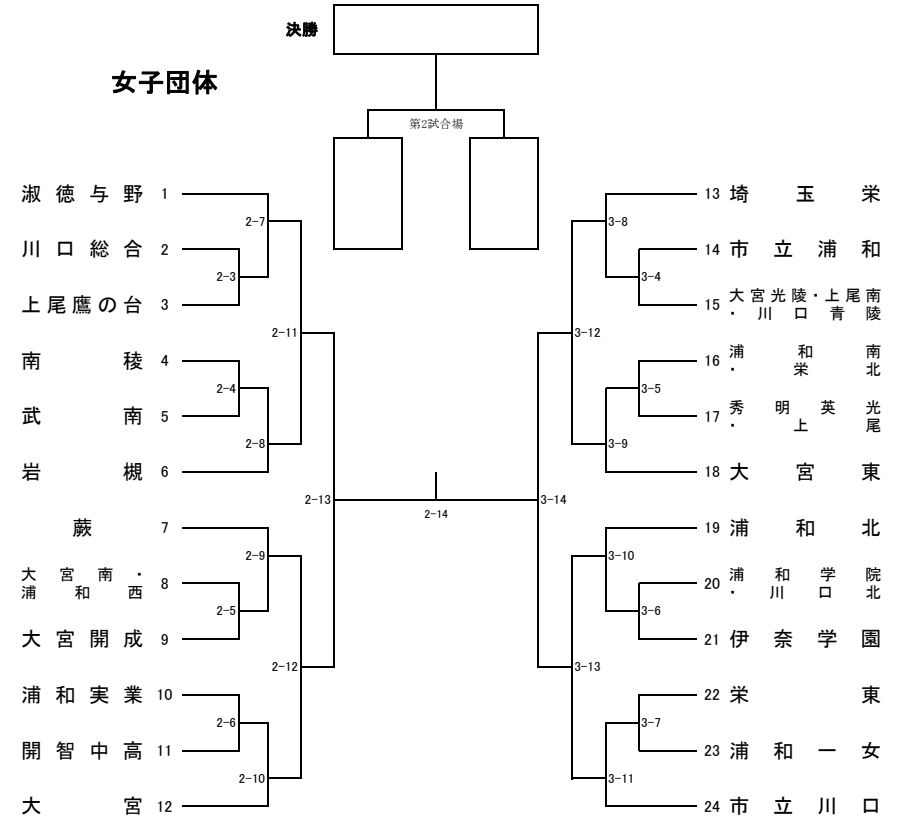 決勝
女子団体
第2試合場
淑徳与野 1
川口総合 2
上尾鷹の台 3
南稜 4
武南 5
岩槻 6
蕨 7
大宮南・
浦和西 8
大宮開成 9
浦和実業 10
開智中高 11
大宮 12
2-7
2-3
2-11
2-4
2-8
2-13
2-9
2-5
2-12
2-6
2-10
2-14
13 埼玉栄
14 市立浦和
15 大宮光陵・上尾南
・川口青陵
16 浦和南
・栄北
17 秀明英光
・上尾
18 大宮東
19 浦和北
20 浦和学院
・川口北
21 伊奈学園
22 栄東
23 浦和一女
24 市立川口
3-8
3-4
3-12
3-5
3-9
3-14
3-10
3-6
3-13
3-7
3-11